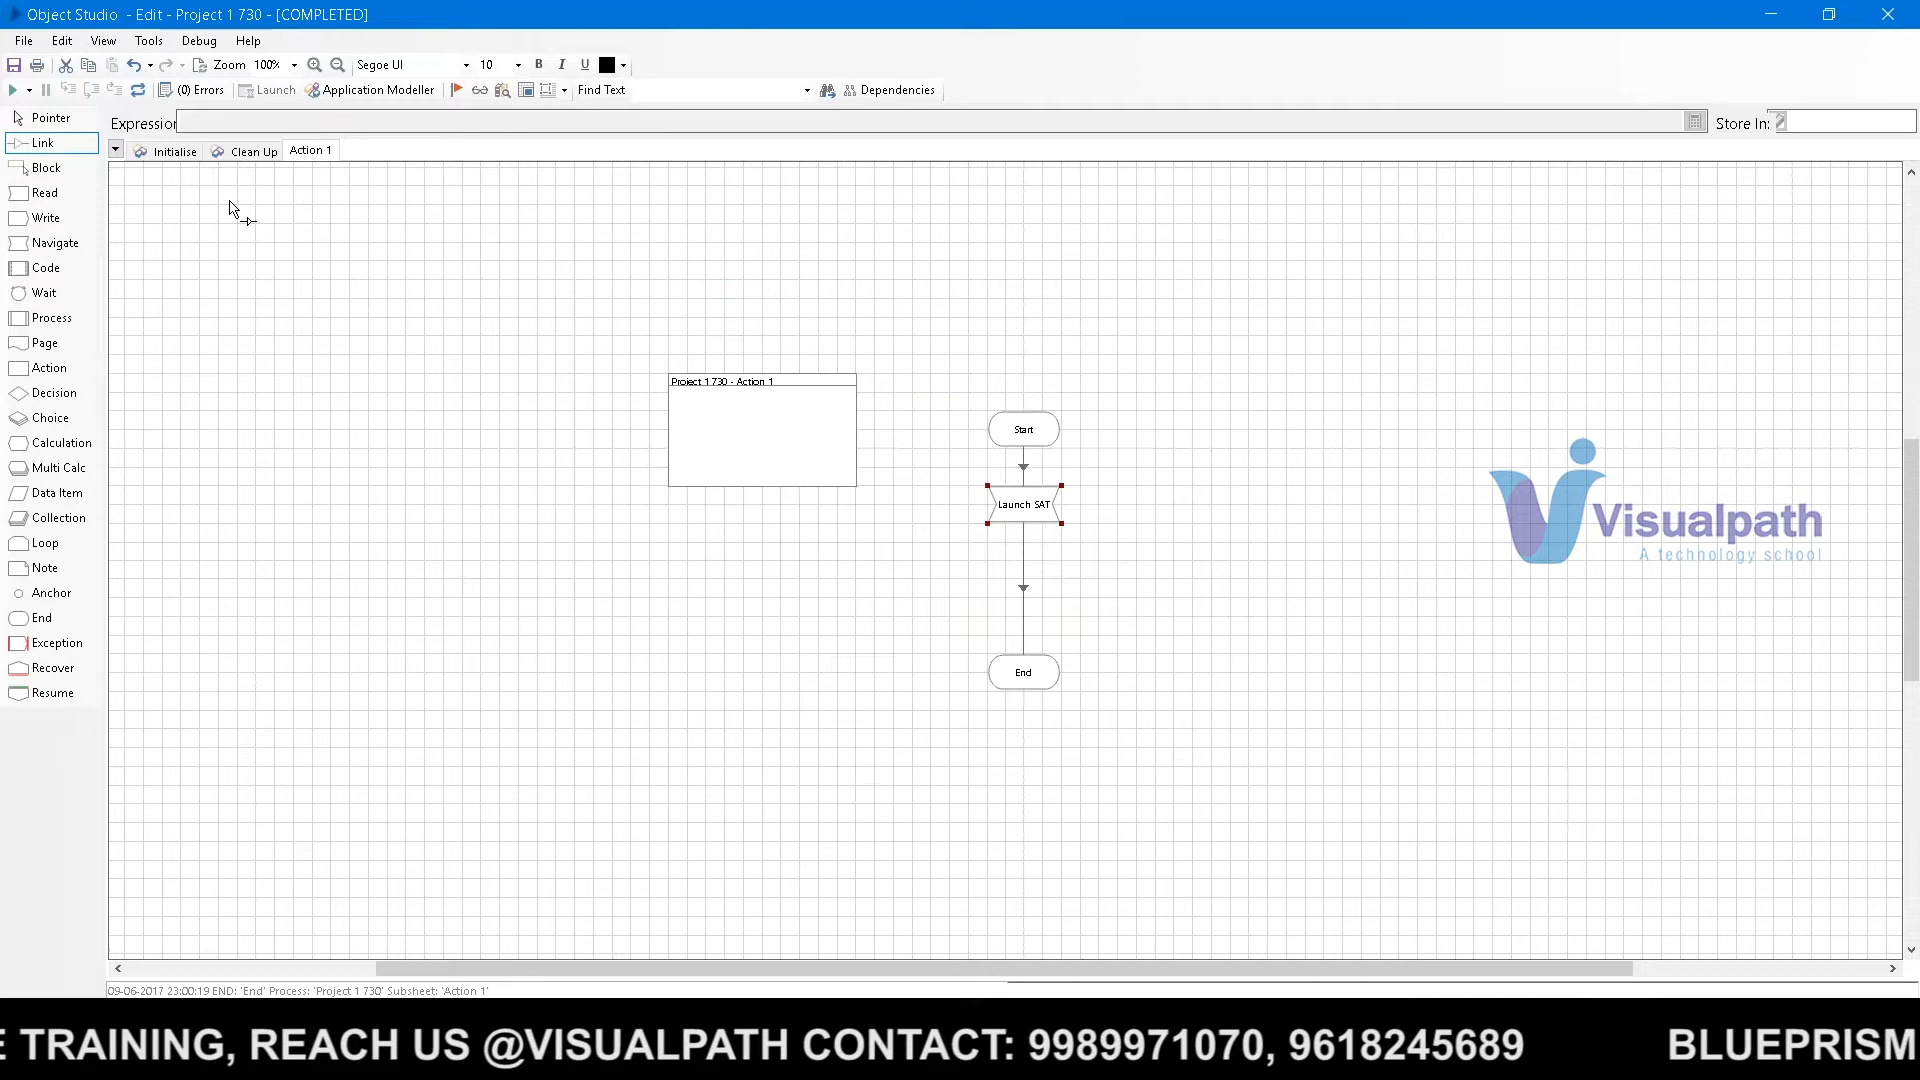 Object Studio - Edit - Project 1 730 - [COMPLETED]
File Edit View Tools Debug Help
Zoom 100% Segoe UI 10 B I U
(0) Errors Launch Application Modeller Find Text Dependencies
Expression Store In:
Initialise Clean Up Action 1
Pointer
Link
Block
Read
Write
Navigate
Code
Wait
Process
Page
Action
Decision
Choice
Calculation
Multi Calc
Data Item
Collection
Loop
Note
Anchor
End
Exception
Recover
Resume
Project 1 730 - Action 1
Start
Launch SAT
End
Visualpath
A technology school
09-06-2017 23:00:19 END: 'End' Process: 'Project 1 730' Subsheet: 'Action 1'
E TRAINING, REACH US @VISUALPATH CONTACT: 9989971070, 9618245689 BLUEPRISM